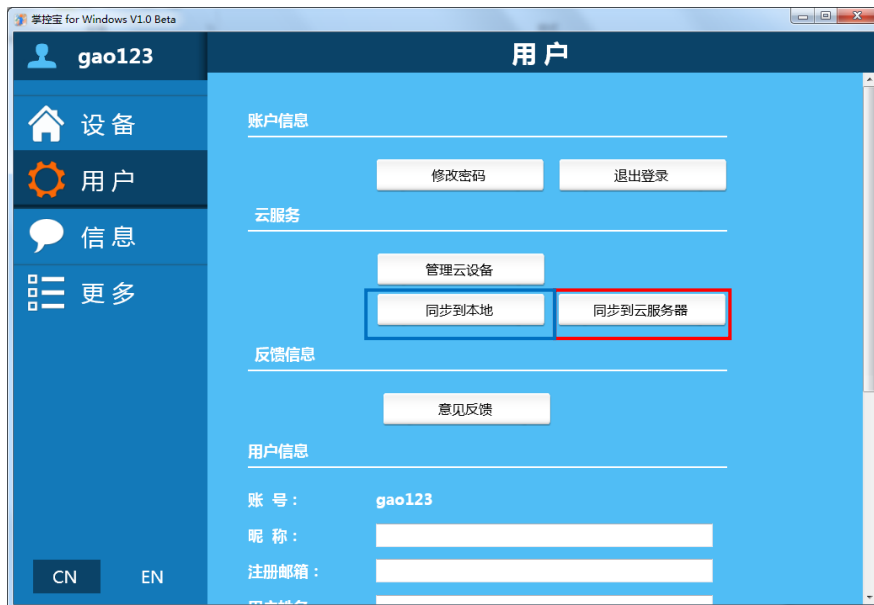 掌控宝 for Windows V1.0 Beta
gao123
用户
设备
用户
信息
更多
CN EN
账户信息
修改密码 退出登录
云服务
管理云设备
同步到本地 同步到云服务器
反馈信息
意见反馈
用户信息
账 号： gao123
昵 称：
注册邮箱：